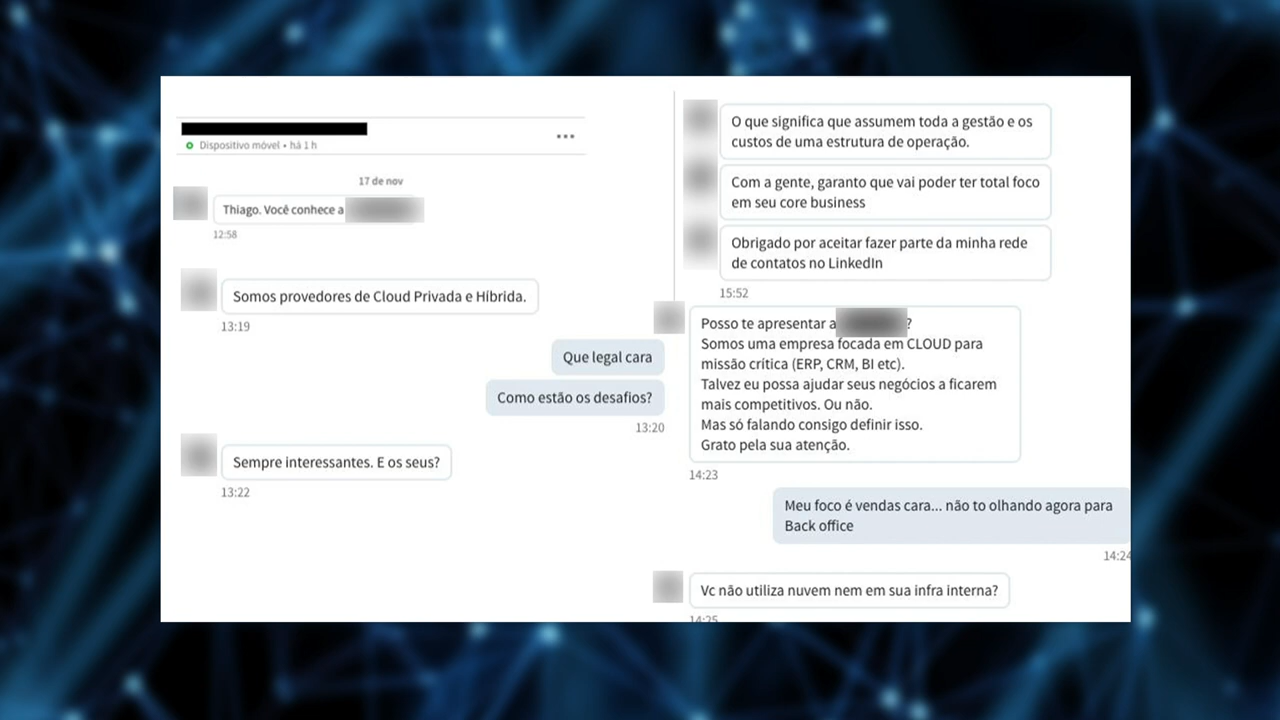 Dispositivo móvel • há 1 h
17 de nov
Thiago. Você conhece a
12:58
Somos provedores de Cloud Privada e Híbrida.
13:19
Que legal cara
Como estão os desafios?
13:20
Sempre interessantes. E os seus?
13:22
O que significa que assumem toda a gestão e os
custos de uma estrutura de operação.
Com a gente, garanto que vai poder ter total foco
em seu core business
Obrigado por aceitar fazer parte da minha rede
de contatos no LinkedIn
15:52
Posso te apresentar a ?
Somos uma empresa focada em CLOUD para
missão crítica (ERP, CRM, BI etc).
Talvez eu possa ajudar seus negócios a ficarem
mais competitivos. Ou não.
Mas só falando consigo definir isso.
Grato pela sua atenção.
14:23
Meu foco é vendas cara... não to olhando agora para
Back office
14:24
Vc não utiliza nuvem nem em sua infra interna?
14:25